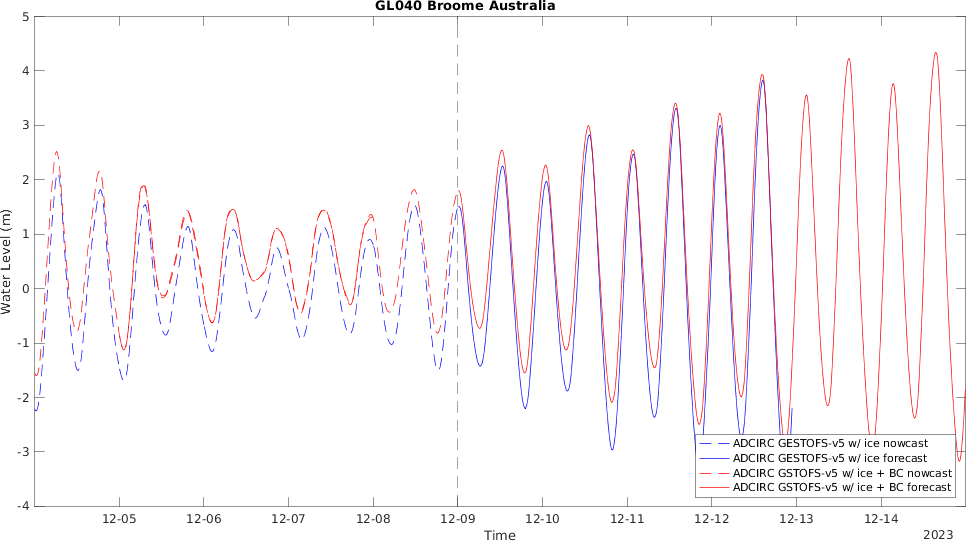 GL040 Broome Australia
5
4
3
2
1
0
-1
-2
-3
-4
Water Level (m)
ADCIRC GESTOFS-v5 w/ ice nowcast
ADCIRC GESTOFS-v5 w/ ice forecast
ADCIRC GSTOFS-v5 w/ ice + BC nowcast
ADCIRC GSTOFS-v5 w/ ice + BC forecast
12-05 12-06 12-07 12-08 12-09 12-10 12-11 12-12 12-13 12-14
Time
2023